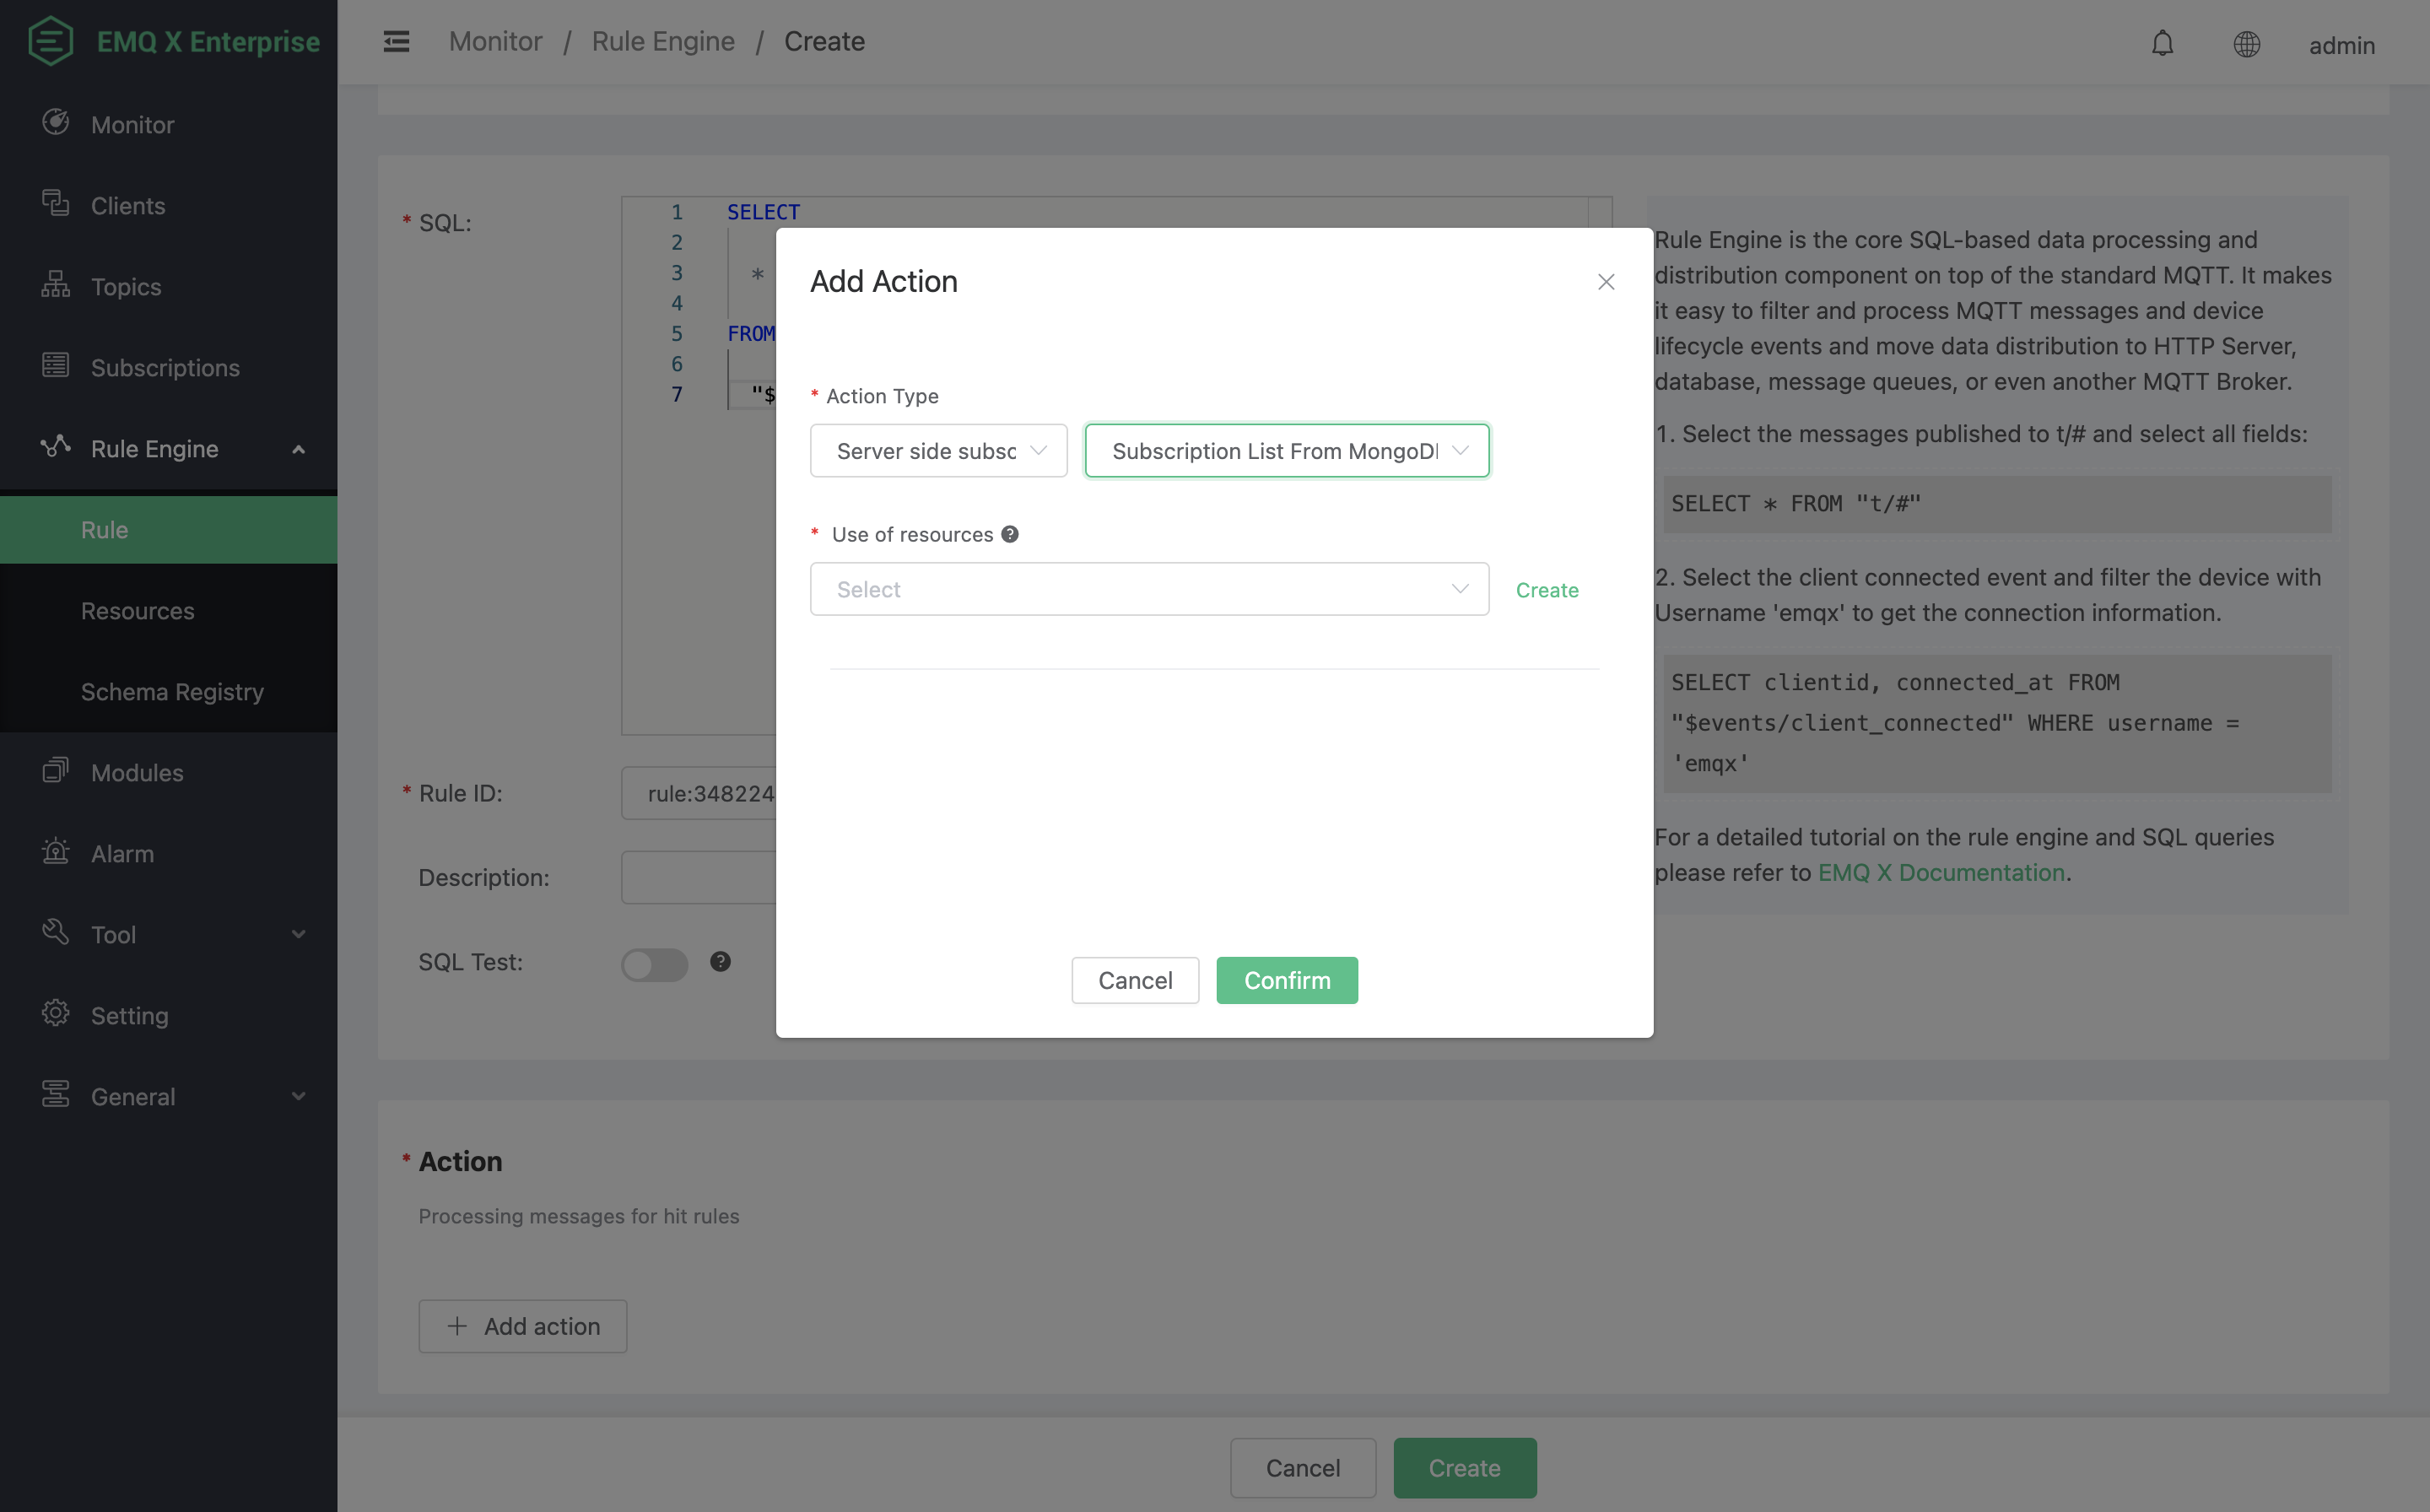 EMQ X Enterprise
Monitor / Rule Engine / Create
admin
Monitor
Clients
Topics
Subscriptions
Rule Engine
Rule
Resources
Schema Registry
Modules
Alarm
Tool
Setting
General
* SQL:
1 SELECT
2
3 *
4
5 FROM
6
7 "$
* Rule ID:
rule:348224
Description:
SQL Test:
Add Action
* Action Type
Server side subsc
Subscription List From MongoD
* Use of resources
Select
Create
Cancel
Confirm
Rule Engine is the core SQL-based data processing and
distribution component on top of the standard MQTT. It makes
it easy to filter and process MQTT messages and device
lifecycle events and move data distribution to HTTP Server,
database, message queues, or even another MQTT Broker.
1. Select the messages published to t/# and select all fields:
SELECT * FROM "t/#"
2. Select the client connected event and filter the device with
Username 'emqx' to get the connection information.
SELECT clientid, connected_at FROM
"$events/client_connected" WHERE username =
'emqx'
For a detailed tutorial on the rule engine and SQL queries
please refer to EMQ X Documentation.
* Action
Processing messages for hit rules
+ Add action
Cancel
Create